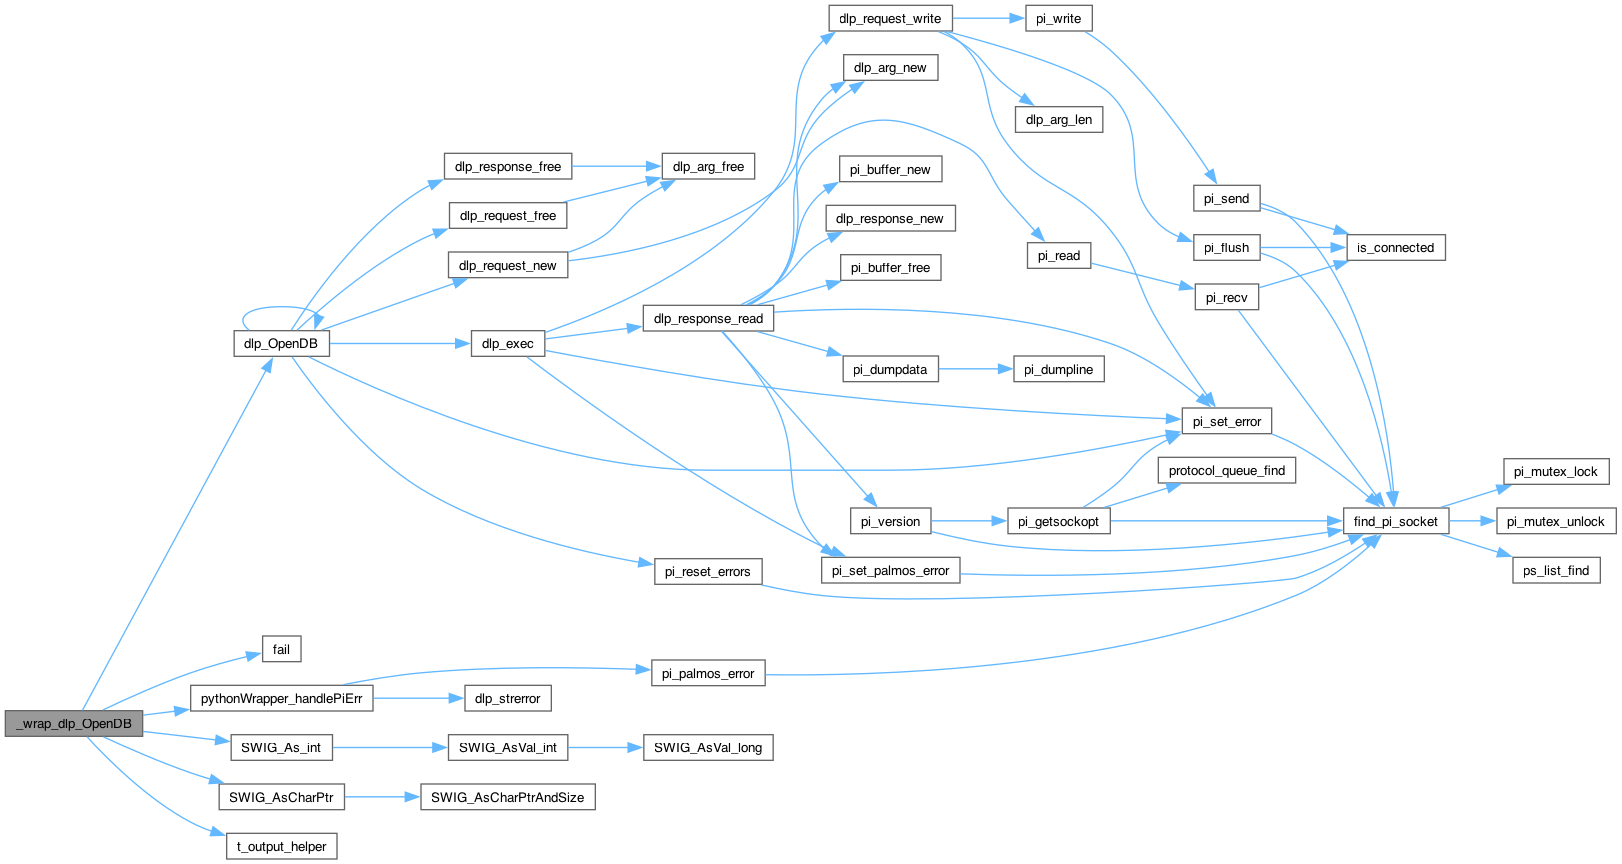 dlp_request_write
pi_write
dlp_arg_new
dlp_arg_len
dlp_response_free
dlp_arg_free
pi_buffer_new
pi_send
dlp_request_free
dlp_response_new
pi_flush
is_connected
dlp_request_new
pi_buffer_free
pi_read
pi_recv
dlp_response_read
dlp_OpenDB
dlp_exec
pi_dumpdata
pi_dumpline
pi_set_error
protocol_queue_find
pi_mutex_lock
pi_version
pi_getsockopt
find_pi_socket
pi_mutex_unlock
pi_reset_errors
pi_set_palmos_error
ps_list_find
fail
pi_palmos_error
pythonWrapper_handlePiErr
dlp_strerror
_wrap_dlp_OpenDB
SWIG_As_int
SWIG_AsVal_int
SWIG_AsVal_long
SWIG_AsCharPtr
SWIG_AsCharPtrAndSize
t_output_helper